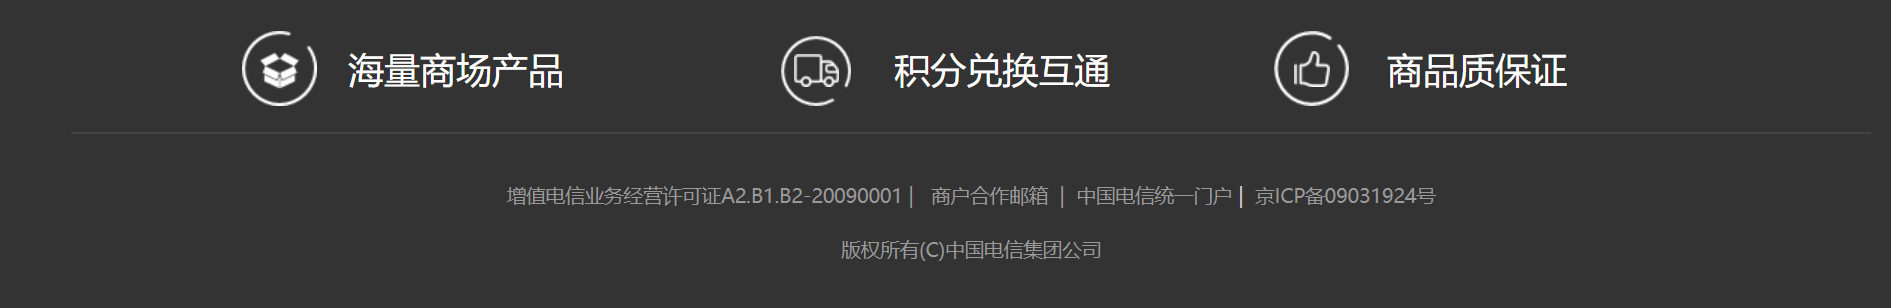 海量商场产品 积分兑换互通 商品质保证
增值电信业务经营许可证A2.B1.B2-20090001 | 商户合作邮箱 | 中国电信统一门户 | 京ICP备09031924号
版权所有(C)中国电信集团公司